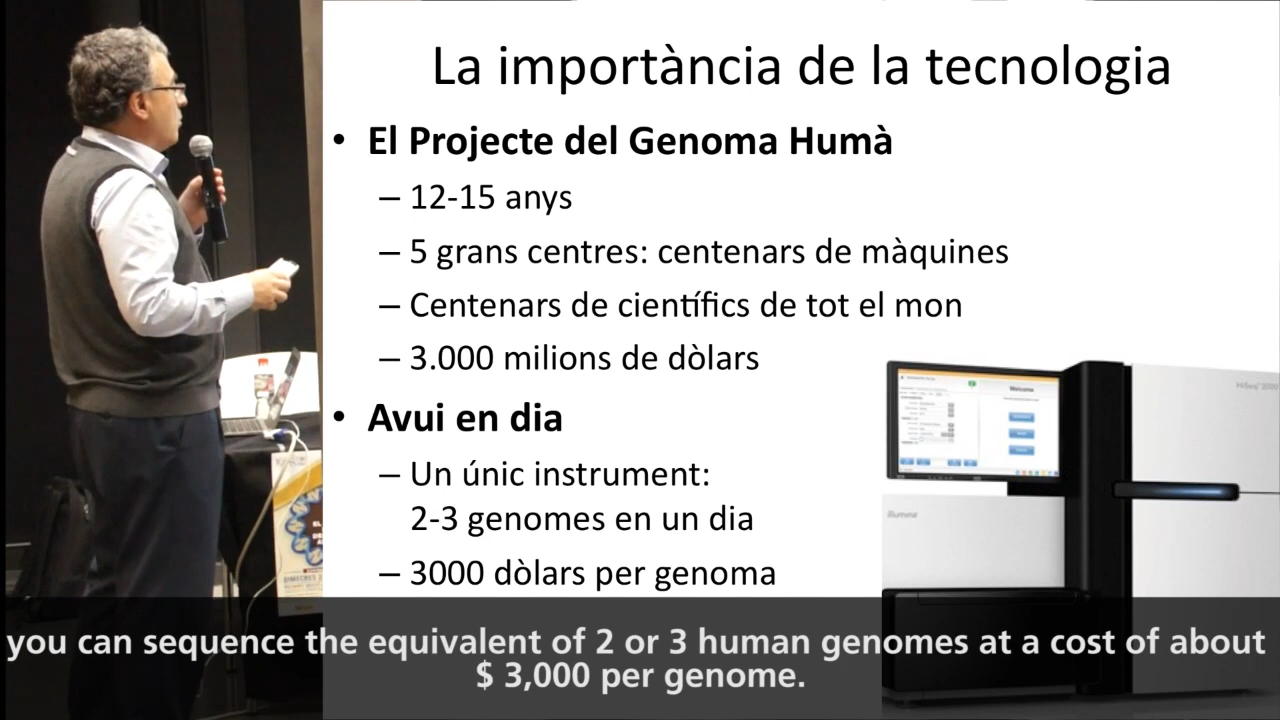 La importància de la tecnologia
• El Projecte del Genoma Humà
– 12-15 anys
– 5 grans centres: centenars de màquines
– Centenars de científics de tot el mon
– 3.000 milions de dòlars
• Avui en dia
– Un únic instrument:
2-3 genomes en un dia
– 3000 dòlars per genoma
Welcome
HiSeq 2000
illumina
you can sequence the equivalent of 2 or 3 human genomes at a cost of about
$ 3,000 per genome.